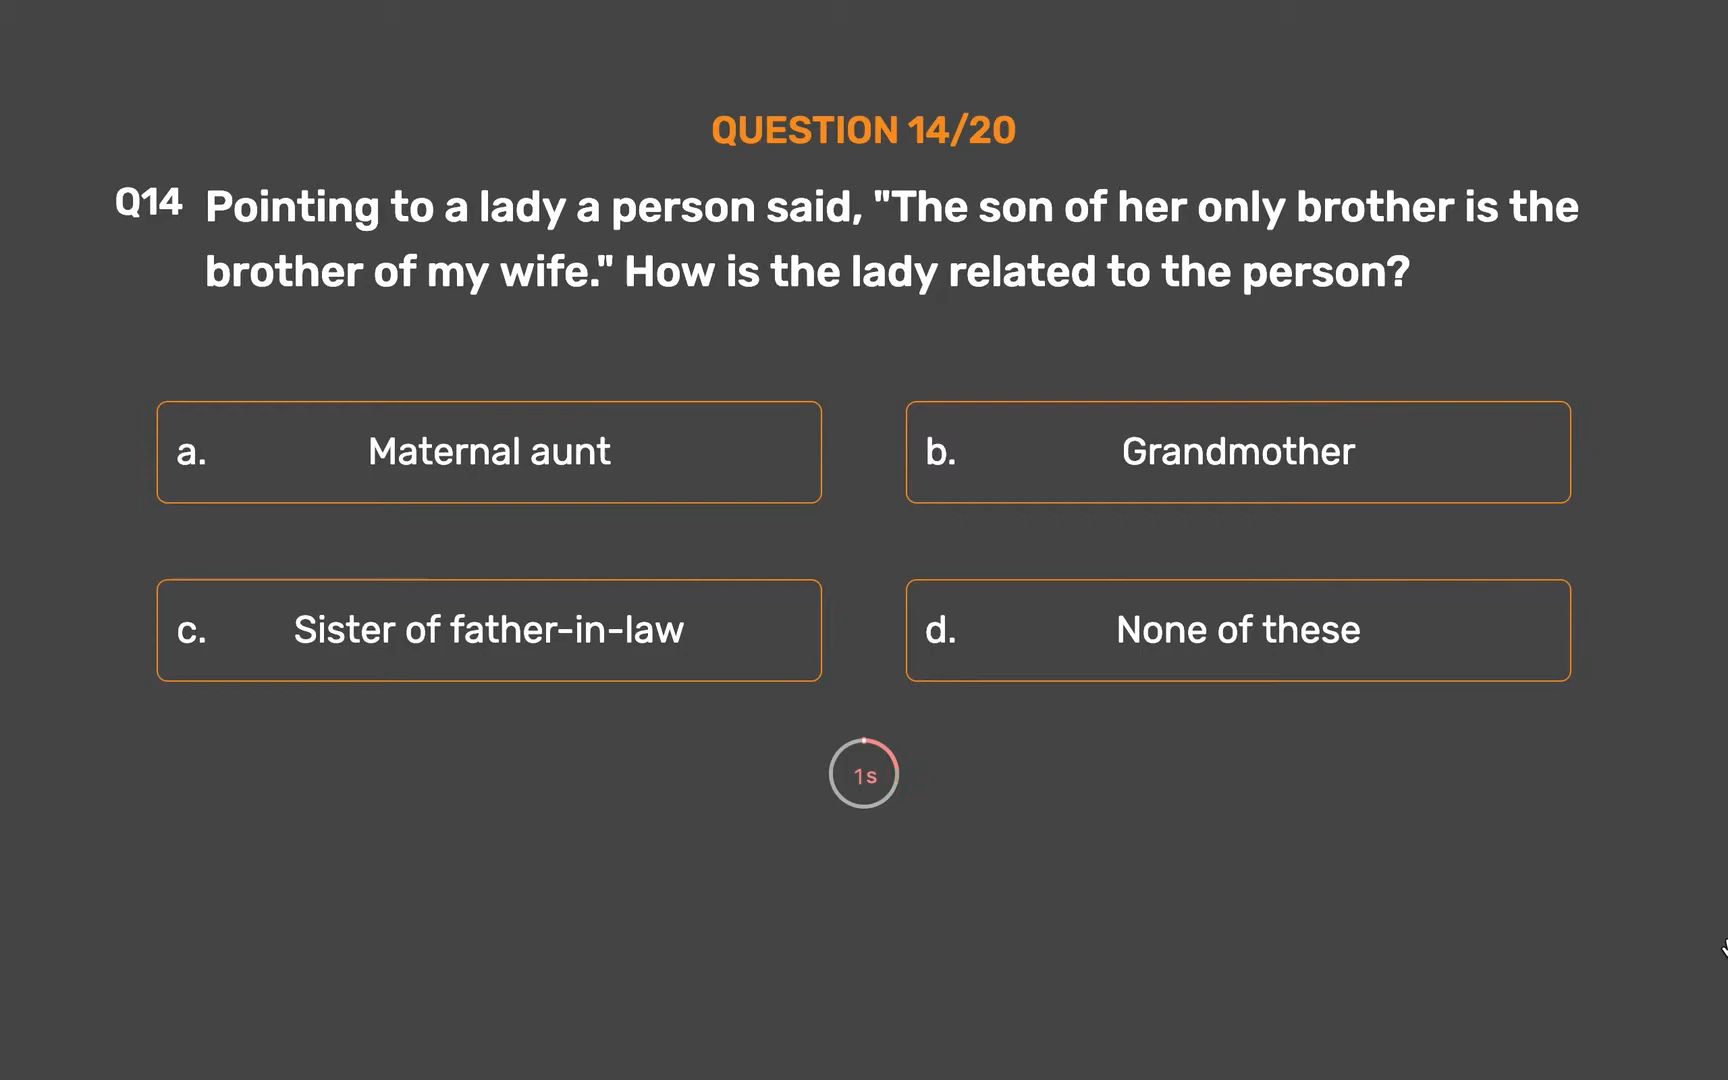 QUESTION 14/20
Q14 Pointing to a lady a person said, "The son of her only brother is the
brother of my wife." How is the lady related to the person?
a. Maternal aunt
b. Grandmother
c. Sister of father-in-law
d. None of these
1s